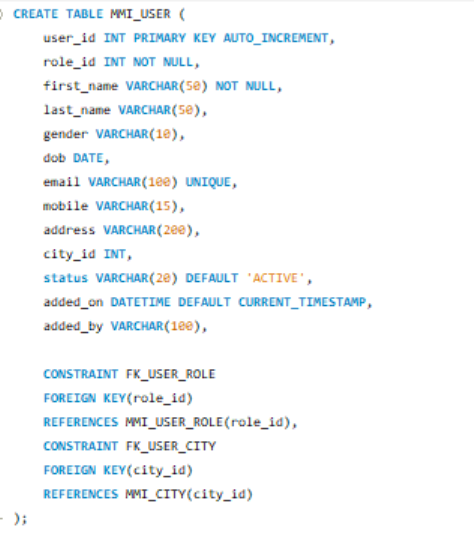 CREATE TABLE MMI_USER (
user_id INT PRIMARY KEY AUTO_INCREMENT,
role_id INT NOT NULL,
first_name VARCHAR(50) NOT NULL,
last_name VARCHAR(50),
gender VARCHAR(10),
dob DATE,
email VARCHAR(100) UNIQUE,
mobile VARCHAR(15),
address VARCHAR(200),
city_id INT,
status VARCHAR(20) DEFAULT 'ACTIVE',
added_on DATETIME DEFAULT CURRENT_TIMESTAMP,
added_by VARCHAR(100),
CONSTRAINT FK_USER_ROLE
FOREIGN KEY(role_id)
REFERENCES MMI_USER_ROLE(role_id),
CONSTRAINT FK_USER_CITY
FOREIGN KEY(city_id)
REFERENCES MMI_CITY(city_id)
);